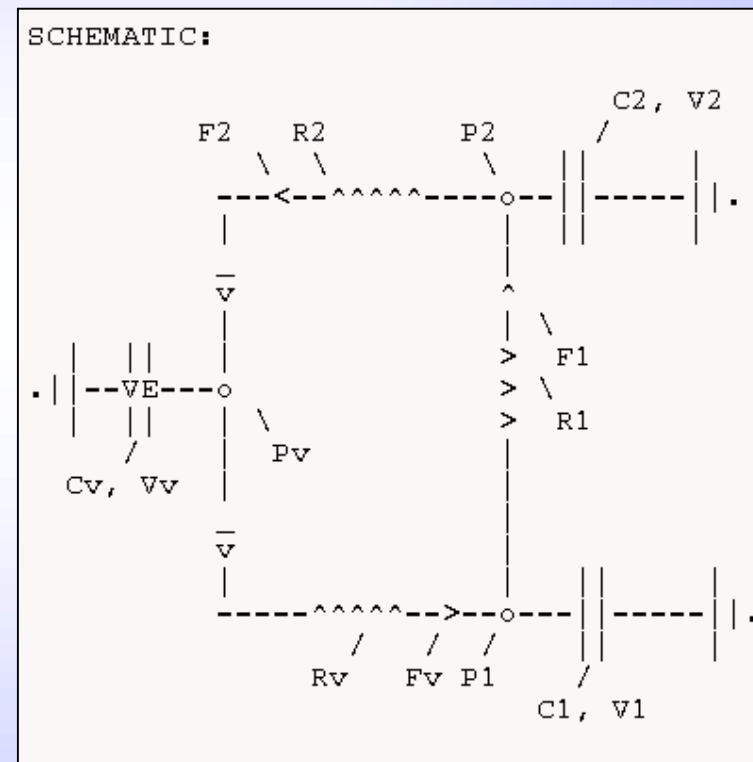 SCHEMATIC:
C2, V2
F2 R2 P2
F1
VE
R1
Pv
Cv, Vv
Rv Fv P1
C1, V1